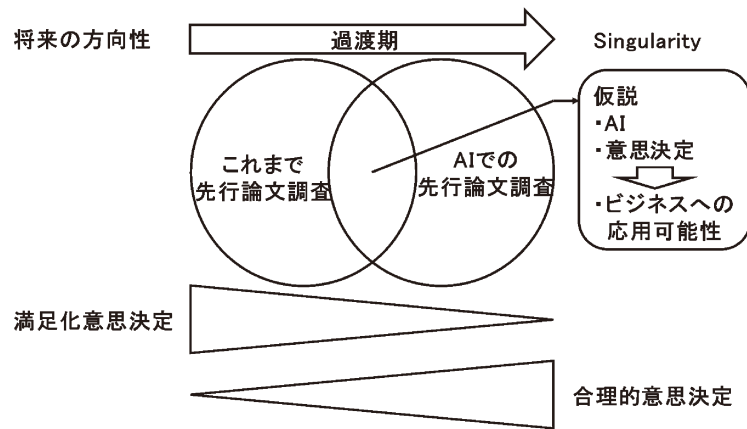 将来の方向性
過渡期
Singularity
これまで
先行論文調査
AIでの
先行論文調査
仮説
・AI
・意思決定
・ビジネスへの
応用可能性
満足化意思決定
合理的意思決定